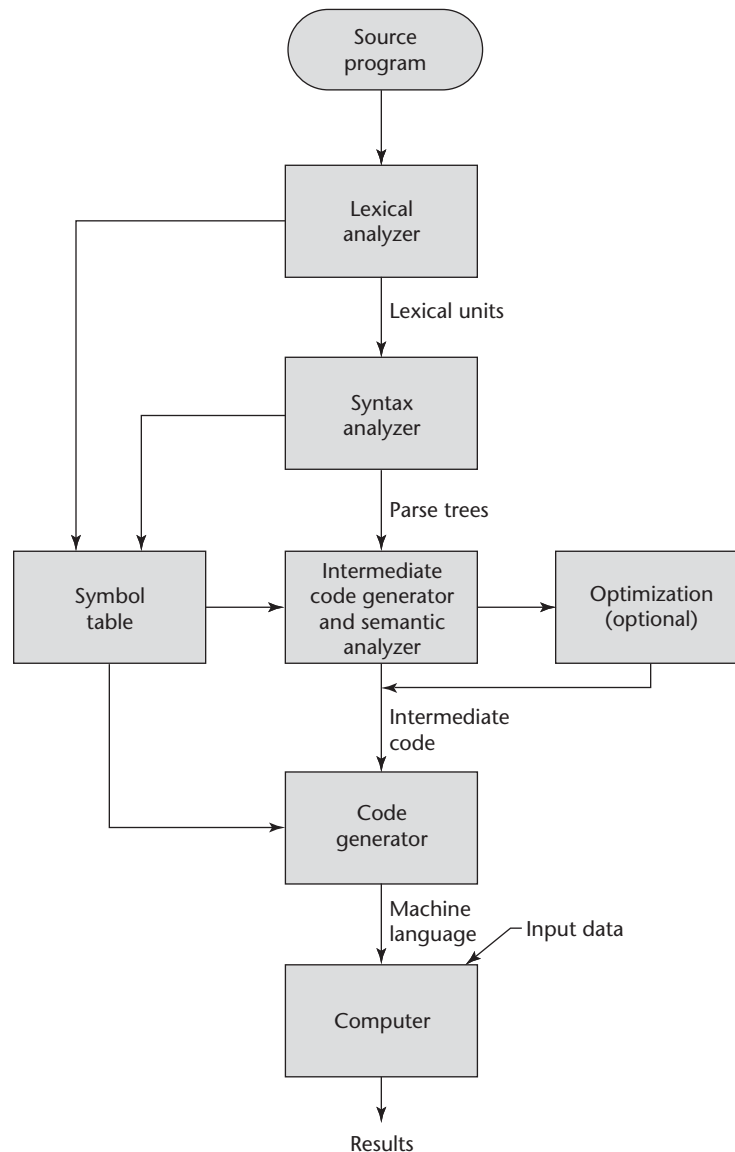 Source
program
Lexical
analyzer
Lexical units
Syntax
analyzer
Parse trees
Symbol
table
Intermediate
code generator
and semantic
analyzer
Optimization
(optional)
Intermediate
code
Code
generator
Machine
language
Input data
Computer
Results